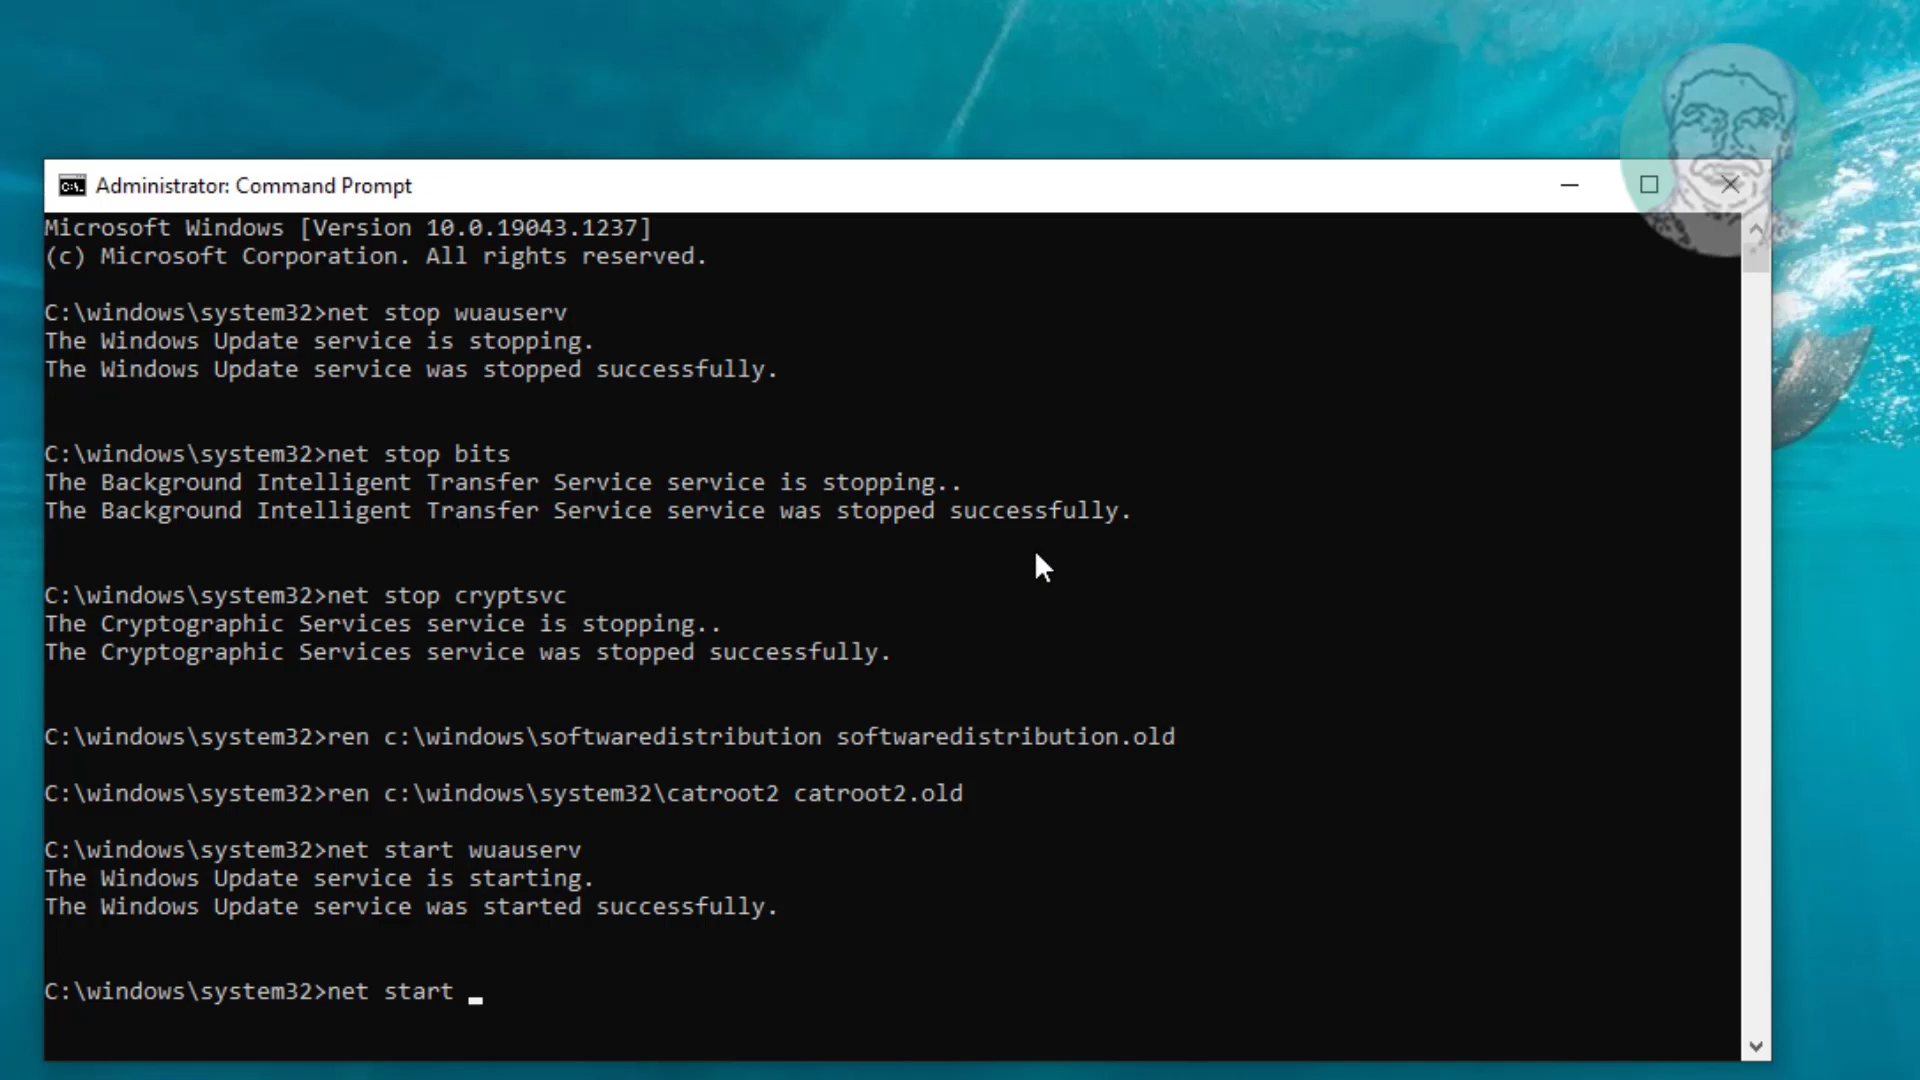 Administrator: Command Prompt
Microsoft Windows [Version 10.0.19043.1237]
(c) Microsoft Corporation. All rights reserved.
C:\windows\system32>net stop wuauserv
The Windows Update service is stopping.
The Windows Update service was stopped successfully.
C:\windows\system32>net stop bits
The Background Intelligent Transfer Service service is stopping..
The Background Intelligent Transfer Service service was stopped successfully.
C:\windows\system32>net stop cryptsvc
The Cryptographic Services service is stopping..
The Cryptographic Services service was stopped successfully.
C:\windows\system32>ren c:\windows\softwaredistribution softwaredistribution.old
C:\windows\system32>ren c:\windows\system32\catroot2 catroot2.old
C:\windows\system32>net start wuauserv
The Windows Update service is starting.
The Windows Update service was started successfully.
C:\windows\system32>net start